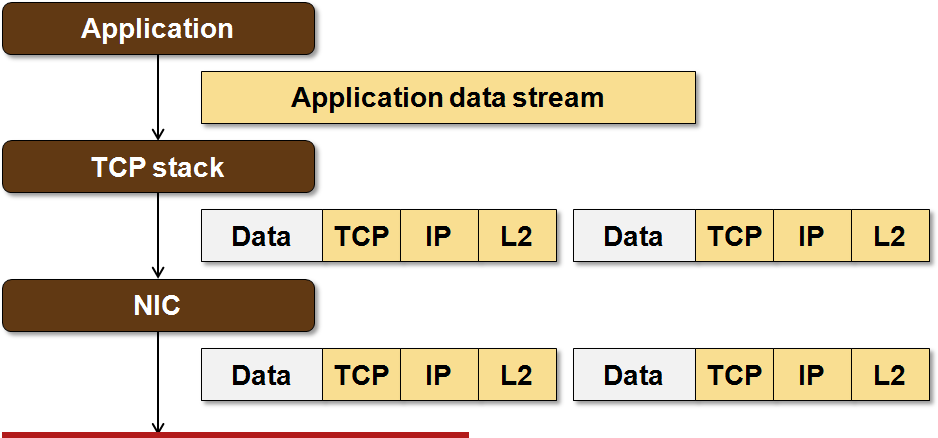 Application
Application data stream
TCP stack
Data TCP IP L2 Data TCP IP L2
NIC
Data TCP IP L2 Data TCP IP L2